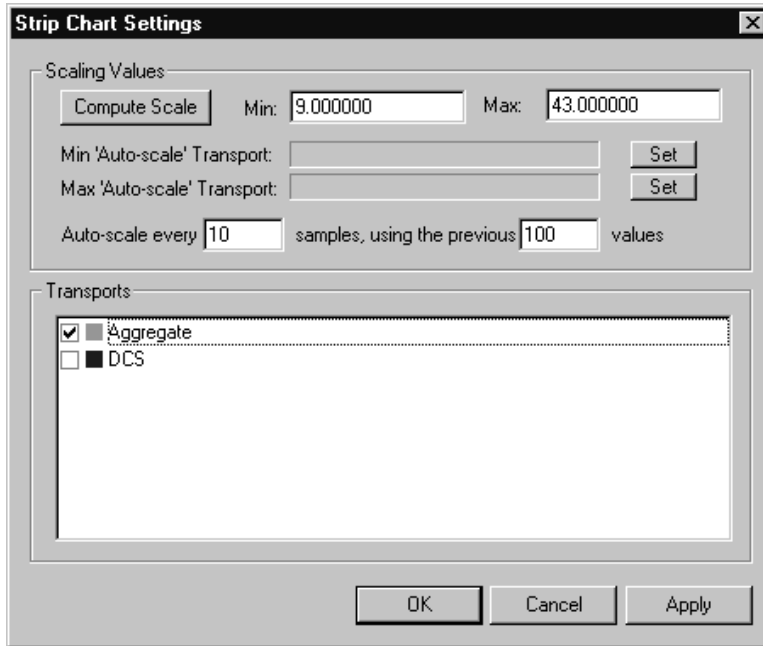 Strip Chart Settings
Scaling Values
Compute Scale Min: 9.000000 Max: 43.000000
Min 'Auto-scale' Transport: Set
Max 'Auto-scale' Transport: Set
Auto-scale every 10 samples, using the previous 100 values
Transports
Aggregate
DCS
OK Cancel Apply